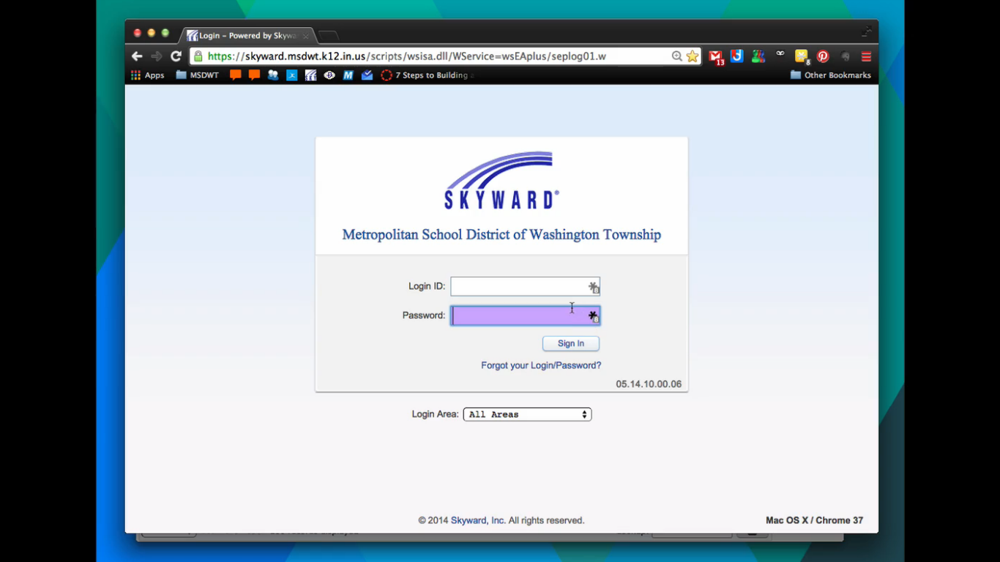 Login – Powered by Skywa
https://skyward.msdwt.k12.in.us/scripts/wsisa.dll/WService=wsEAplus/seplog01.w
13
8
Apps
MSDWT
7 Steps to Building a
Other Bookmarks
SKYWARD®
Metropolitan School District of Washington Township
Login ID:
Password:
Sign In
Forgot your Login/Password?
05.14.10.00.06
Login Area: All Areas
© 2014 Skyward, Inc. All rights reserved.
Mac OS X / Chrome 37